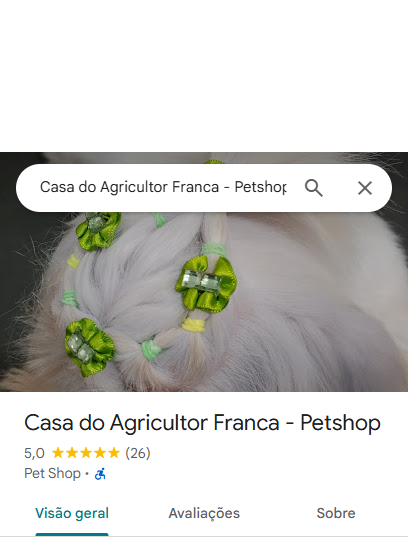 Casa do Agricultor Franca - Petshop
Casa do Agricultor Franca - Petshop
5,0 (26)
Pet Shop ·
Visão geral Avaliações Sobre